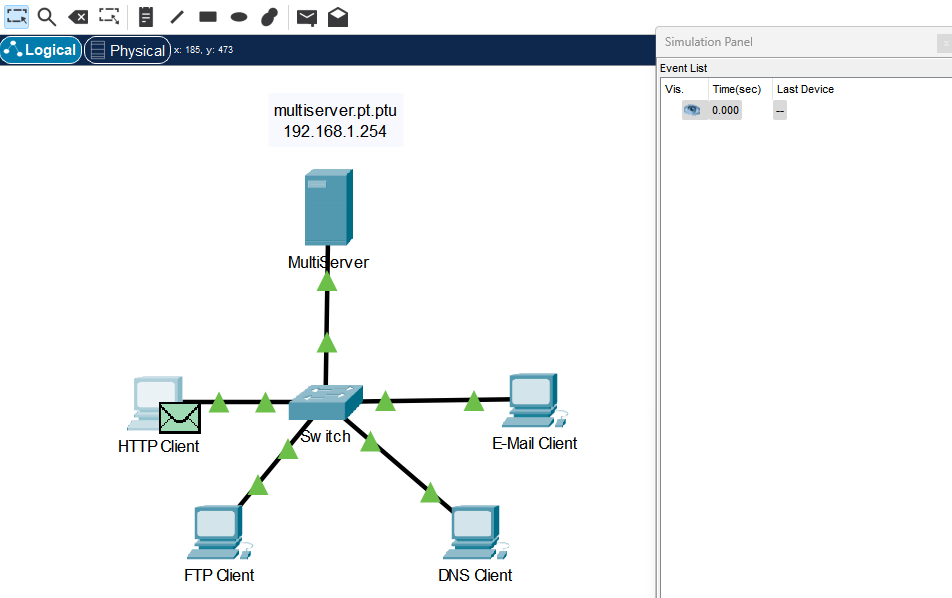 Logical
Physical
x: 185, y: 473
Simulation Panel
Event List
Vis.
Time(sec)
Last Device
0.000
--
multiserver.pt.ptu
192.168.1.254
MultiServer
HTTP Client
Switch
E-Mail Client
FTP Client
DNS Client